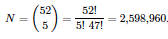 N = (52 5) = 52! / 5! 47! = 2,598,960.